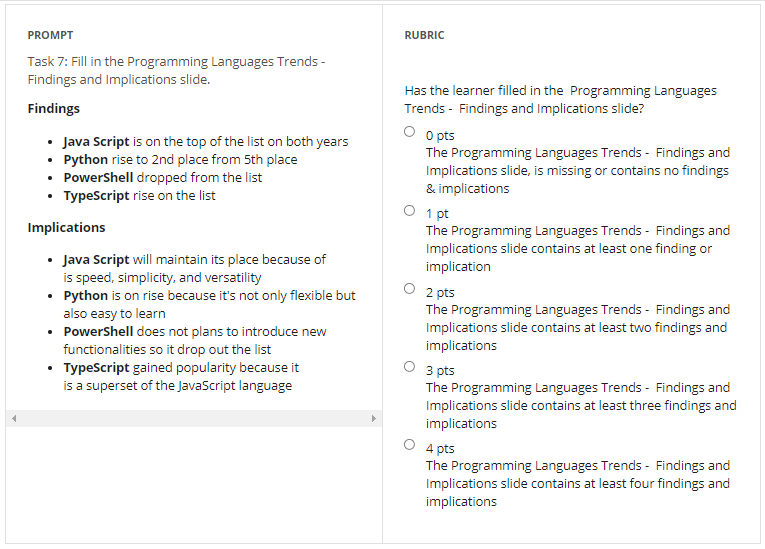 PROMPT
Task 7: Fill in the Programming Languages Trends -
Findings and Implications slide.
Findings
• Java Script is on the top of the list on both years
• Python rise to 2nd place from 5th place
• PowerShell dropped from the list
• TypeScript rise on the list
Implications
• Java Script will maintain its place because of
is speed, simplicity, and versatility
• Python is on rise because it's not only flexible but
also easy to learn
• PowerShell does not plans to introduce new
functionalities so it drop out the list
• TypeScript gained popularity because it
is a superset of the JavaScript language
RUBRIC
Has the learner filled in the  Programming Languages
Trends -  Findings and Implications slide?
0 pts
The Programming Languages Trends -  Findings and
Implications slide, is missing or contains no findings
& implications
1 pt
The Programming Languages Trends -  Findings and
Implications slide contains at least one finding or
implication
2 pts
The Programming Languages Trends -  Findings and
Implications slide contains at least two findings and
implications
3 pts
The Programming Languages Trends -  Findings and
Implications slide contains at least three findings and
implications
4 pts
The Programming Languages Trends -  Findings and
Implications slide contains at least four findings and
implications